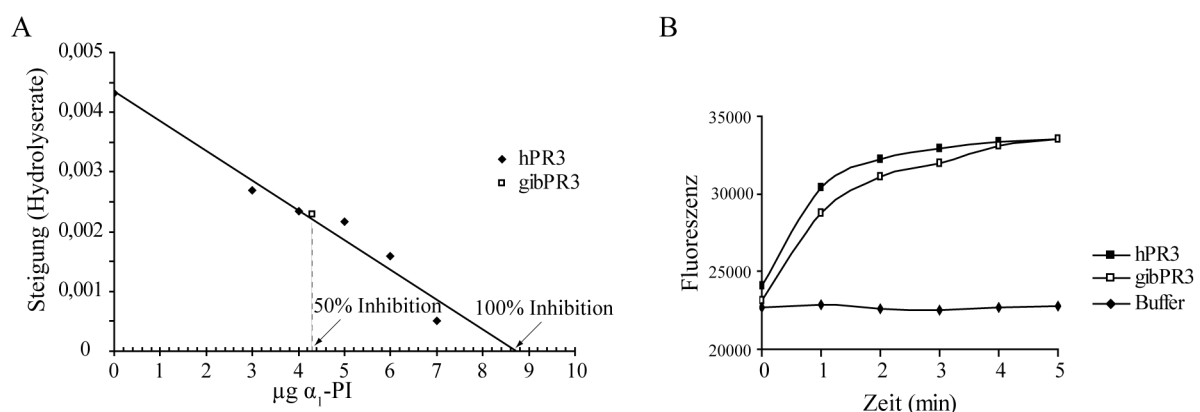 A
Steigung (Hydrolyserate)
0,005
0,004
0,003
0,002
0,001
0
0 1 2 3 4 5 6 7 8 9 10
µg α1-PI
50% Inhibition
100% Inhibition
hPR3
gibPR3
B
Fluoreszenz
35000
30000
25000
20000
0 1 2 3 4 5
Zeit (min)
hPR3
gibPR3
Buffer